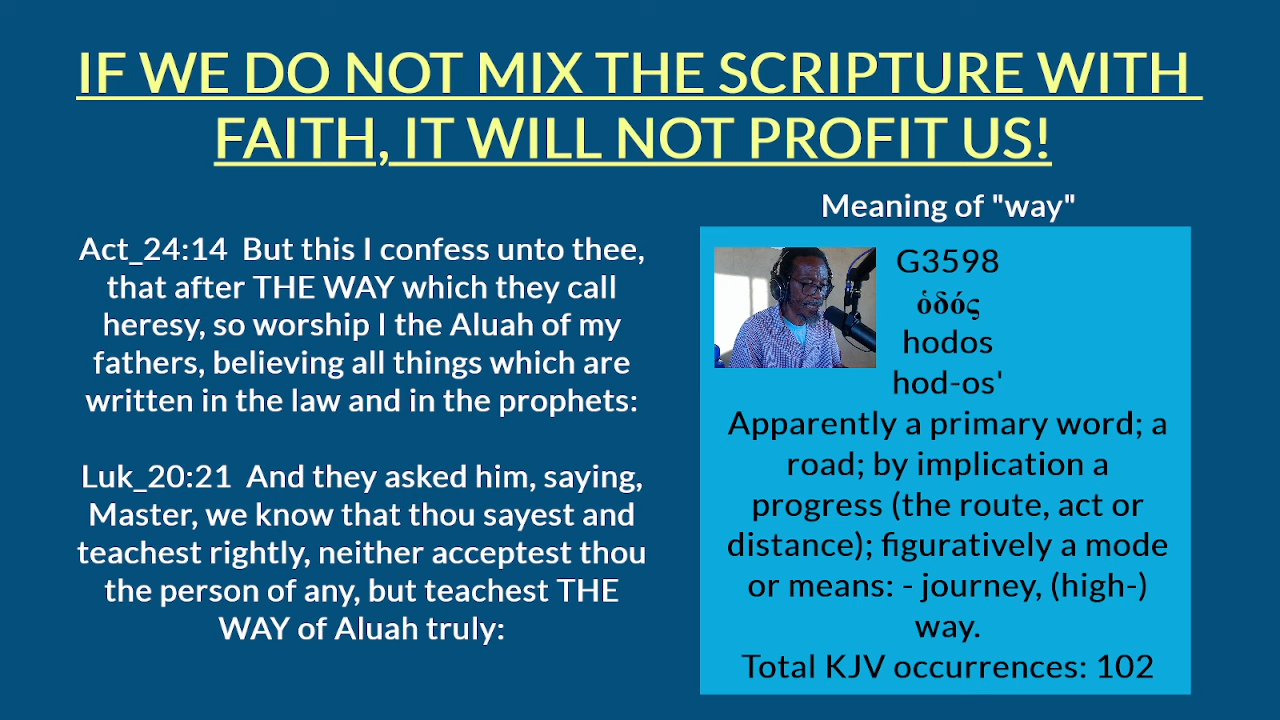 IF WE DO NOT MIX THE SCRIPTURE WITH
FAITH, IT WILL NOT PROFIT US!
Act_24:14  But this I confess unto thee,
that after THE WAY which they call
heresy, so worship I the Aluah of my
fathers, believing all things which are
written in the law and in the prophets:
Luk_20:21  And they asked him, saying,
Master, we know that thou sayest and
teachest rightly, neither acceptest thou
the person of any, but teachest THE
WAY of Aluah truly:
Meaning of "way"
G3598
ὁδός
hodos
hod-os'
Apparently a primary word; a
road; by implication a
progress (the route, act or
distance); figuratively a mode
or means: - journey, (high-)
way.
Total KJV occurrences: 102